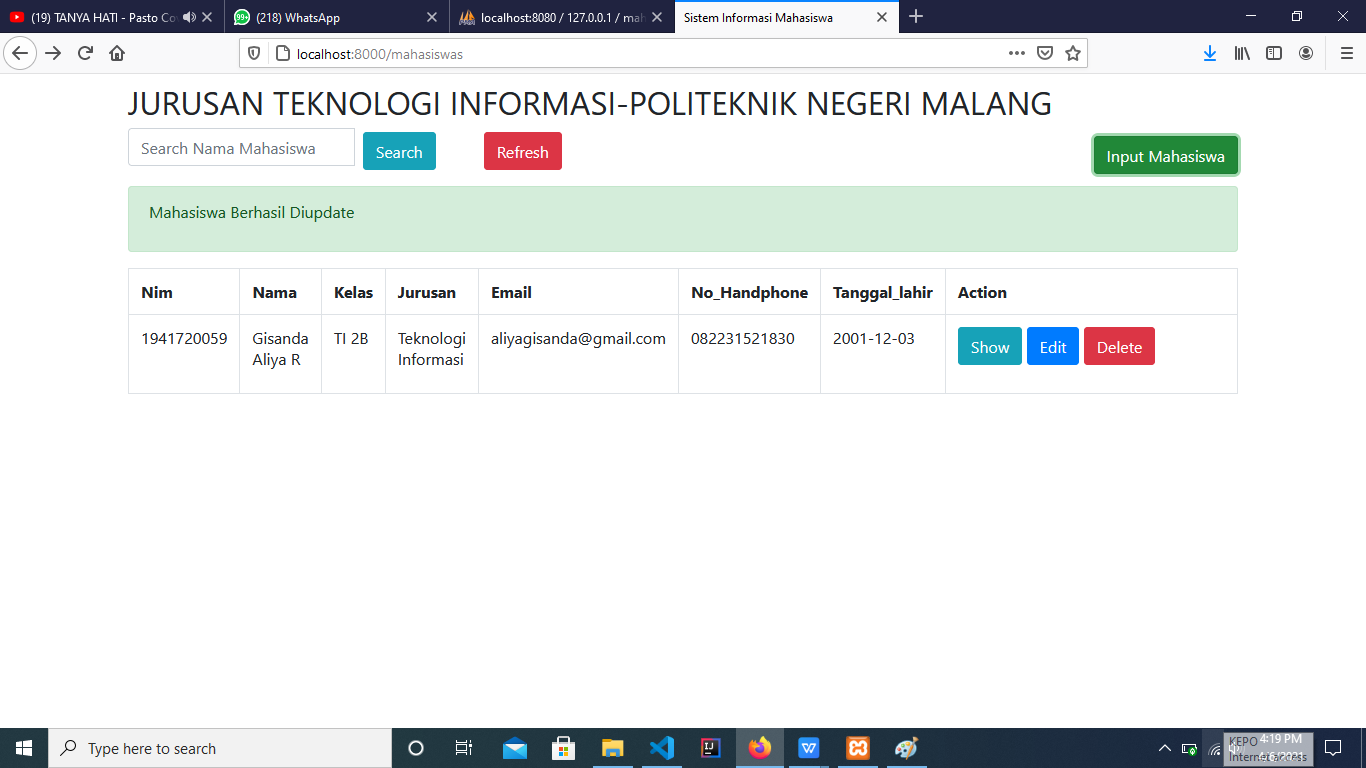 (19) TANYA HATI - Pasto Co
99+ (218) WhatsApp
localhost:8080 / 127.0.0.1 / mah
Sistem Informasi Mahasiswa
localhost:8000/mahasiswas
JURUSAN TEKNOLOGI INFORMASI-POLITEKNIK NEGERI MALANG
Search Nama Mahasiswa
Search
Refresh
Input Mahasiswa
Mahasiswa Berhasil Diupdate
Nim Nama Kelas Jurusan Email No_Handphone Tanggal_lahir Action
1941720059 Gisanda TI 2B Teknologi aliyagisanda@gmail.com 082231521830 2001-12-03 Show Edit Delete
Aliya R Informasi
Type here to search
KEPO
Internet access
4:19 PM